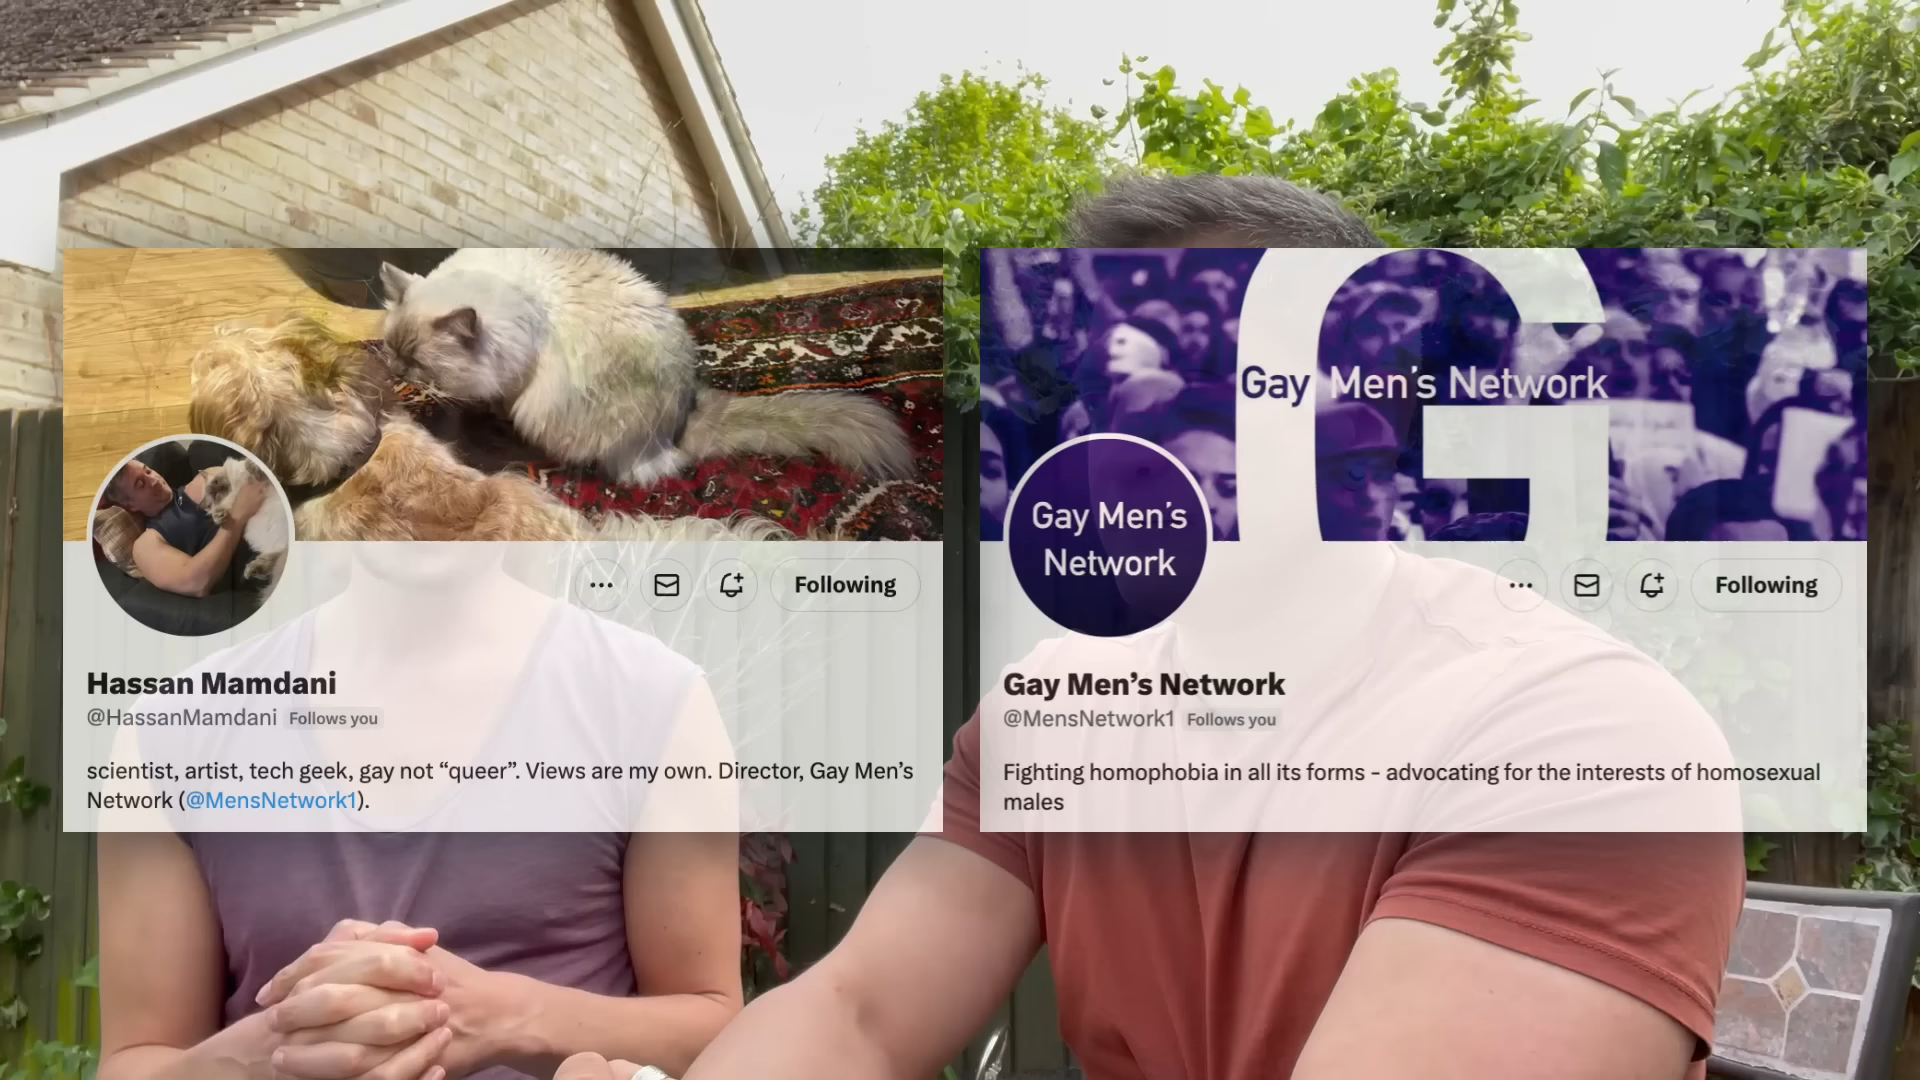 Following
Hassan Mamdani
@HassanMamdani Follows you
scientist, artist, tech geek, gay not “queer”. Views are my own. Director, Gay Men’s
Network (@MensNetwork1).
Gay Men’s Network
Gay Men’s
Network
Following
Gay Men’s Network
@MensNetwork1 Follows you
Fighting homophobia in all its forms - advocating for the interests of homosexual
males